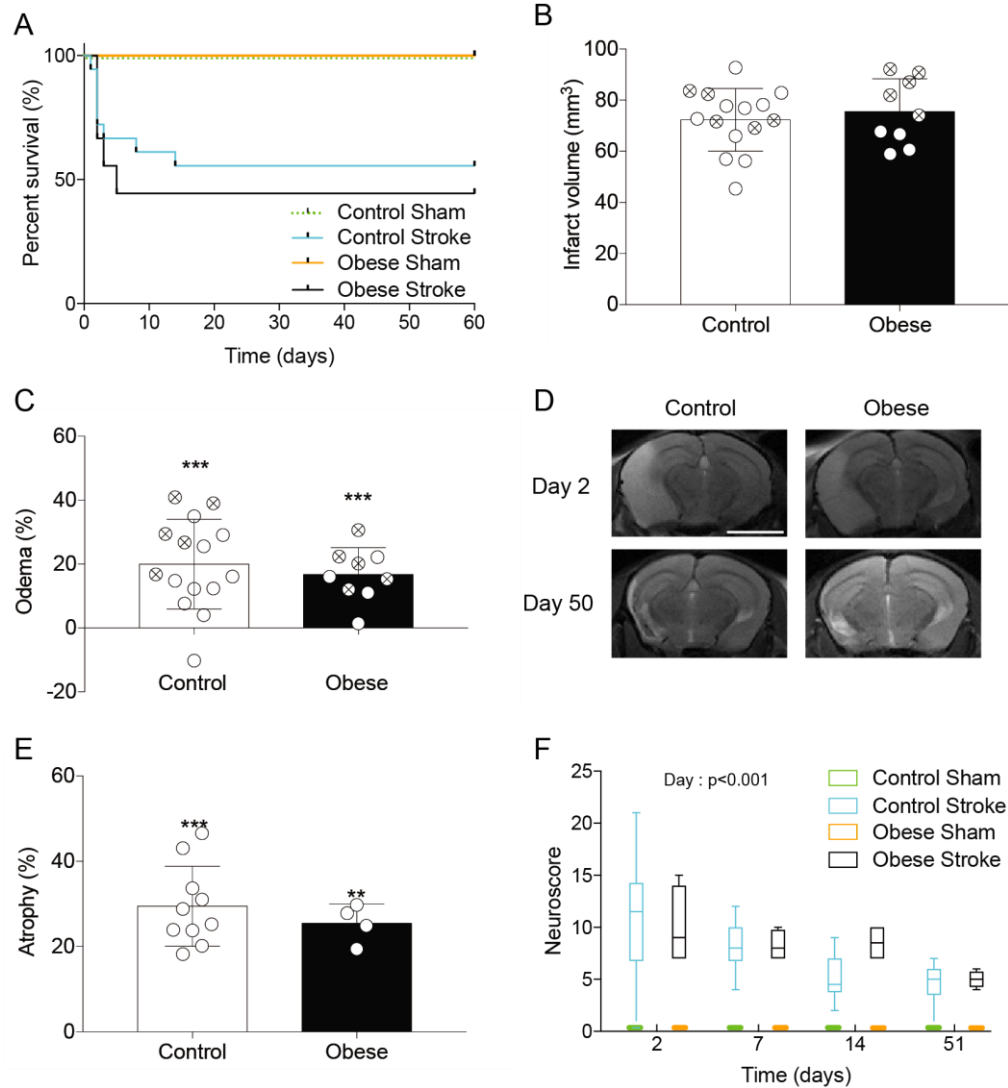 A
Percent survival (%)
100
50
0
0 10 20 30 40 50 60
Time (days)
Control Sham
Control Stroke
Obese Sham
Obese Stroke
B
Infarct volume (mm³)
100
80
60
40
20
0
Control Obese
C
Odema (%)
60
40
20
0
-20
*** ***
Control Obese
D
Control Obese
Day 2
Day 50
E
Atrophy (%)
60
40
20
0
*** **
Control Obese
F
Neuroscore
25
20
15
10
5
0
Day : p<0.001
Control Sham
Control Stroke
Obese Sham
Obese Stroke
2 7 14 51
Time (days)